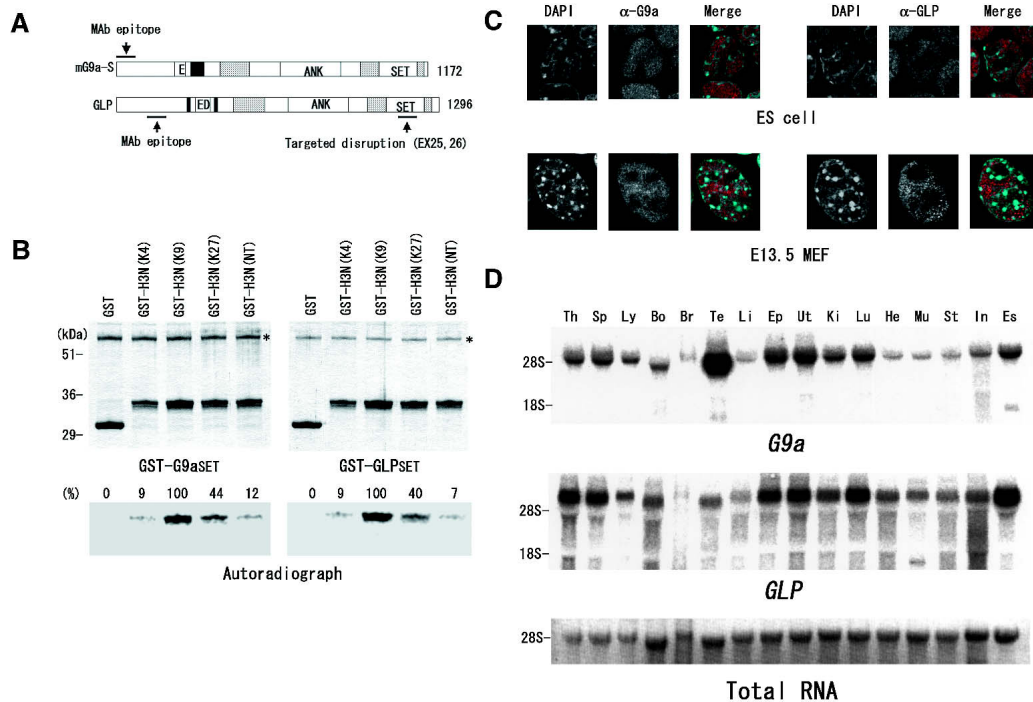 A
MAb epitope
mG9a-S
E
ANK
SET
1172
GLP
ED
ANK
SET
1296
MAb epitope
Targeted disruption (EX25, 26)
B
GST
GST-H3N(K4)
GST-H3N(K9)
GST-H3N(K27)
GST-H3N(NT)
GST
GST-H3N(K4)
GST-H3N(K9)
GST-H3N(K27)
GST-H3N(NT)
(kDa)
*
*
51-
36-
29-
GST-G9aSET
GST-GLPSET
(%) 0 9 100 44 12
0 9 100 40 7
Autoradiograph
C
DAPI α-G9a Merge
DAPI α-GLP Merge
ES cell
E13.5 MEF
D
Th Sp Ly Bo Br Te Li Ep Ut Ki Lu He Mu St In Es
28S-
18S-
G9a
28S-
18S-
GLP
28S-
Total RNA